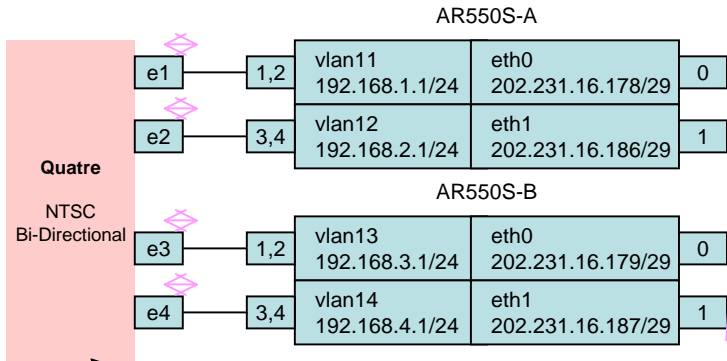 AR550S-A
e1
1,2
vlan11
192.168.1.1/24
eth0
202.231.16.178/29
0
e2
3,4
vlan12
192.168.2.1/24
eth1
202.231.16.186/29
1
Quatre
NTSC
Bi-Directional
AR550S-B
e3
1,2
vlan13
192.168.3.1/24
eth0
202.231.16.179/29
0
e4
3,4
vlan14
192.168.4.1/24
eth1
202.231.16.187/29
1